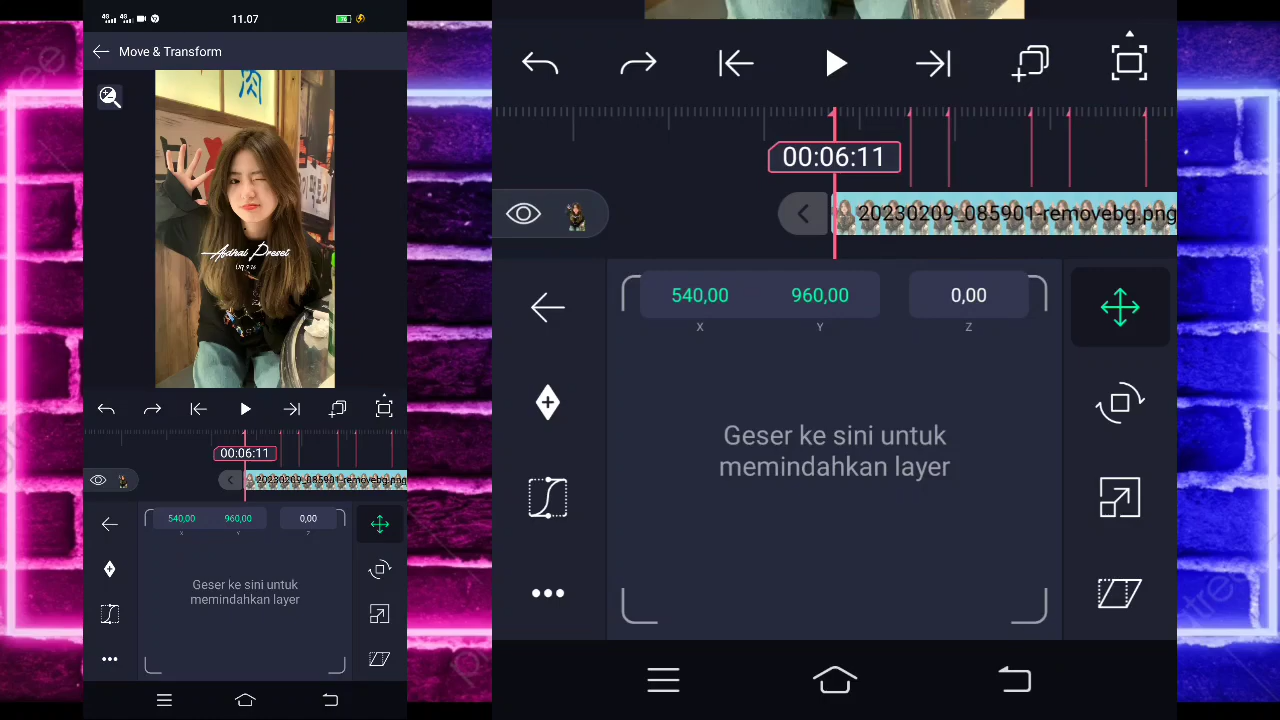 11.07
Move & Transform
Adhai Preset
00:06:11
20230209_085901-removebg.png
540,00 960,00 0,00
X Y Z
Geser ke sini untuk
memindahkan layer
00:06:11
20230209_085901-removebg.png
540,00 960,00 0,00
X Y Z
Geser ke sini untuk
memindahkan layer